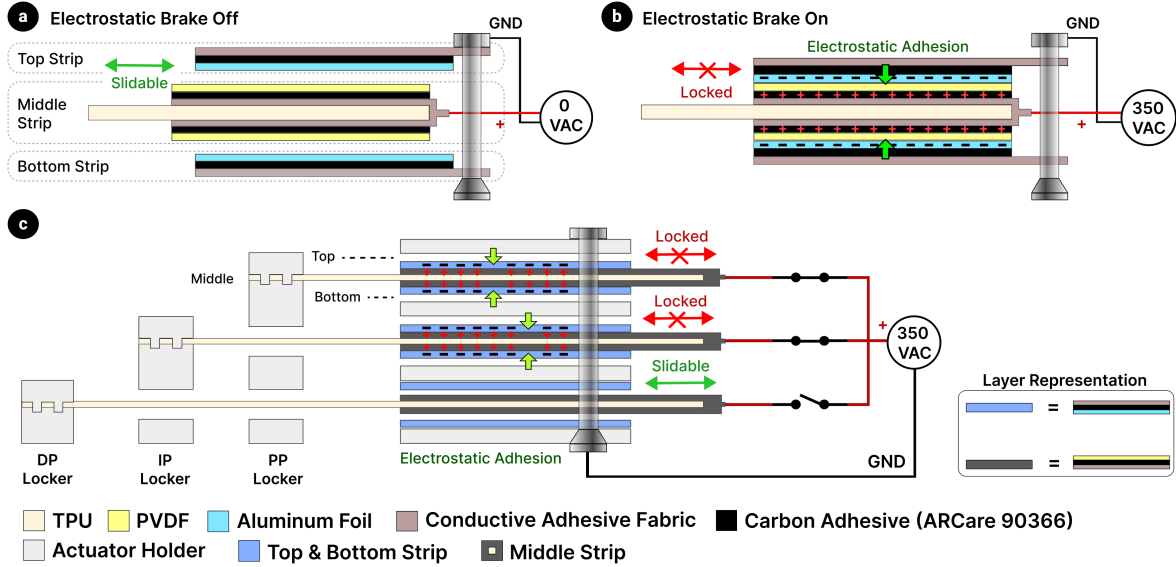 a Electrostatic Brake Off
GND
Top Strip
Slidable
Middle
Strip
+
0
VAC
Bottom Strip
b Electrostatic Brake On
GND
Electrostatic Adhesion
Locked
+
350
VAC
c
Top
Middle
Bottom
Locked
Locked
+
350
VAC
Slidable
GND
Electrostatic Adhesion
DP
Locker
IP
Locker
PP
Locker
Layer Representation
=
=
TPU PVDF Aluminum Foil Conductive Adhesive Fabric Carbon Adhesive (ARCare 90366)
Actuator Holder Top & Bottom Strip Middle Strip